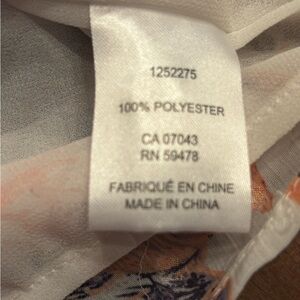 1252275
100% POLYESTER
CA 07043
RN 59478
FABRIQUÉ EN CHINE
MADE IN CHINA